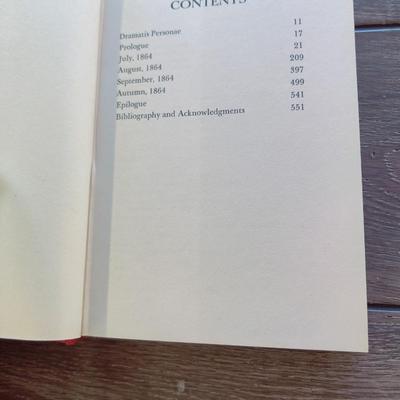 CONTENTS
Dramatis Personae 11
Prologue 17
July, 1864 21
August, 1864 209
September, 1864 397
Autumn, 1864 499
Epilogue 541
Bibliography and Acknowledgments 551